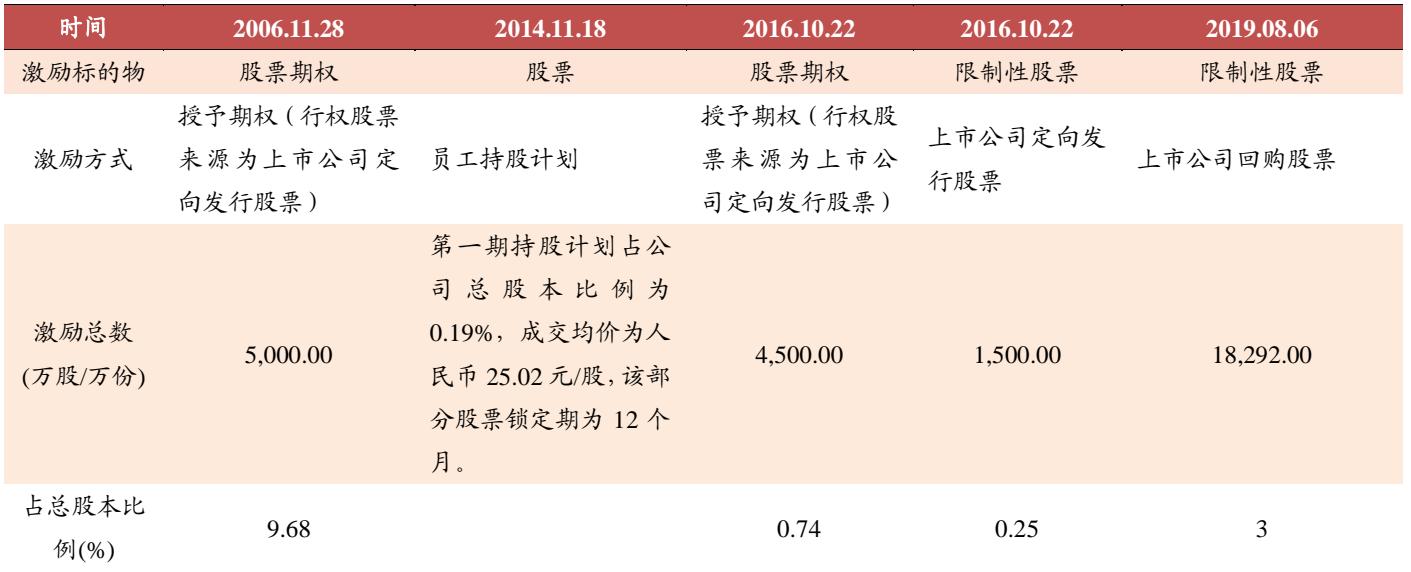 时间 2006.11.28 2014.11.18 2016.10.22 2016.10.22 2019.08.06
激励标的物 股票期权 股票 股票期权 限制性股票 限制性股票
激励方式
授予期权（行权股票
来源为上市公司定
向发行股票）
员工持股计划
授予期权（行权股
票来源为上市公
司定向发行股票）
上市公司定向发
行股票
上市公司回购股票
激励总数
(万股/万份)
5,000.00
第一期持股计划占公
司总股本比例为
0.19%，成交均价为人
民币 25.02 元/股，该部
分股票锁定期为 12 个
月。
4,500.00
1,500.00
18,292.00
占总股本比
例(%)
9.68
0.74
0.25
3